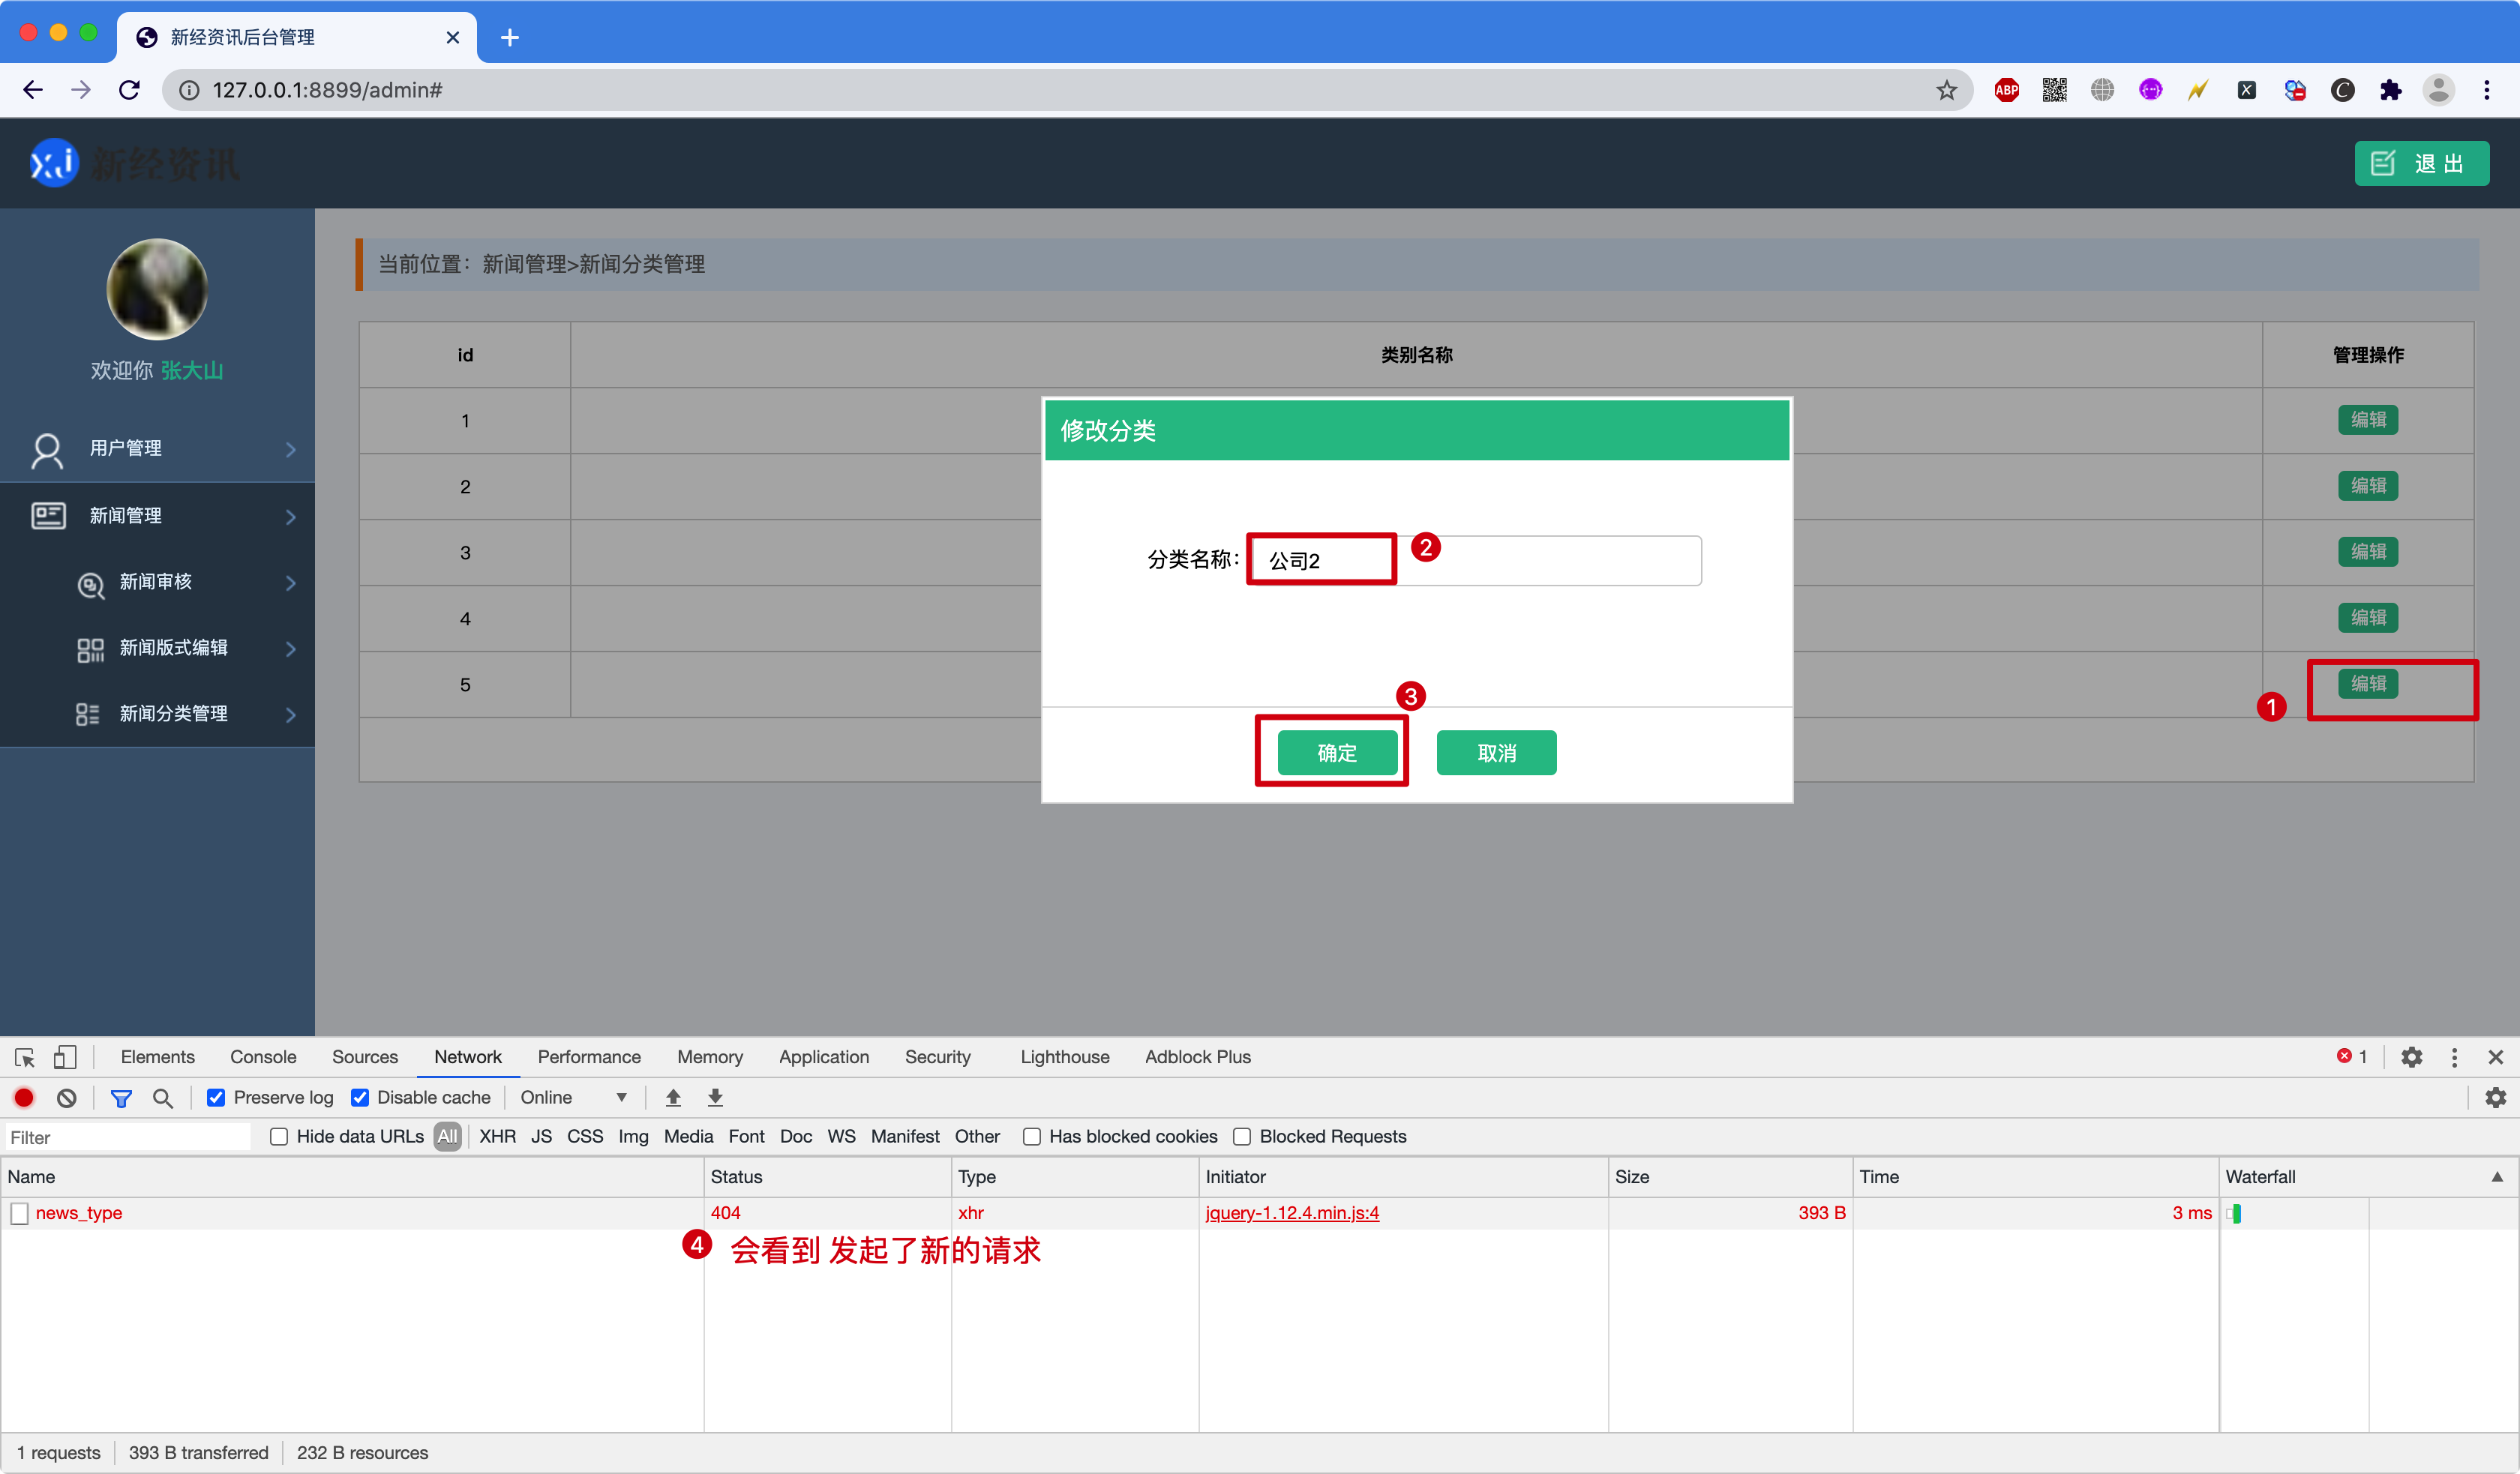 新经资讯后台管理
127.0.0.1:8899/admin#
ABP
新经资讯
退 出
当前位置：新闻管理>新闻分类管理
欢迎你 张大山
用户管理
新闻管理
新闻审核
新闻版式编辑
新闻分类管理
id 类别名称 管理操作
1 编辑
2 编辑
3 编辑
4 编辑
5 编辑
1
修改分类
分类名称： 公司2
2
3
确定 取消
Elements Console Sources Network Performance Memory Application Security Lighthouse Adblock Plus 1
Preserve log Disable cache Online
Filter Hide data URLs All XHR JS CSS Img Media Font Doc WS Manifest Other Has blocked cookies Blocked Requests
Name Status Type Initiator Size Time Waterfall
news_type 404 xhr jquery-1.12.4.min.js:4 393 B 3 ms
4 会看到 发起了新的请求
1 requests 393 B transferred 232 B resources